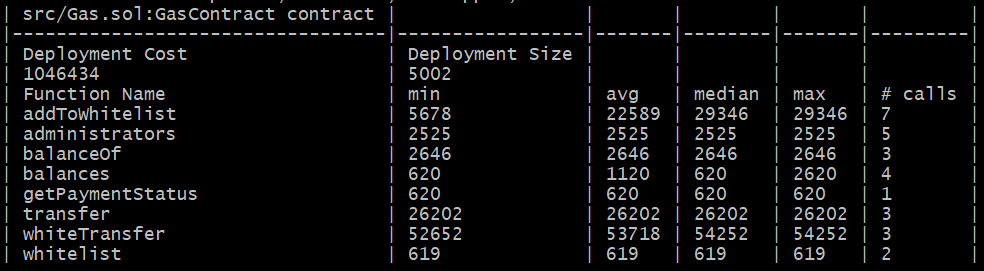 | src/Gas.sol:GasContract contract | | | | | |
|----------------------------------|-----------------|-------|--------|-------|---------|
| Deployment Cost | Deployment Size | | | | |
| 1046434 | 5002 | | | | |
| Function Name | min | avg | median | max | # calls |
| addToWhitelist | 5678 | 22589 | 29346 | 29346 | 7 |
| administrators | 2525 | 2525 | 2525 | 2525 | 5 |
| balanceOf | 2646 | 2646 | 2646 | 2646 | 3 |
| balances | 620 | 1120 | 620 | 2620 | 4 |
| getPaymentStatus | 620 | 620 | 620 | 620 | 1 |
| transfer | 26202 | 26202 | 26202 | 26202 | 3 |
| whiteTransfer | 52652 | 53718 | 54252 | 54252 | 3 |
| whitelist | 619 | 619 | 619 | 619 | 2 |